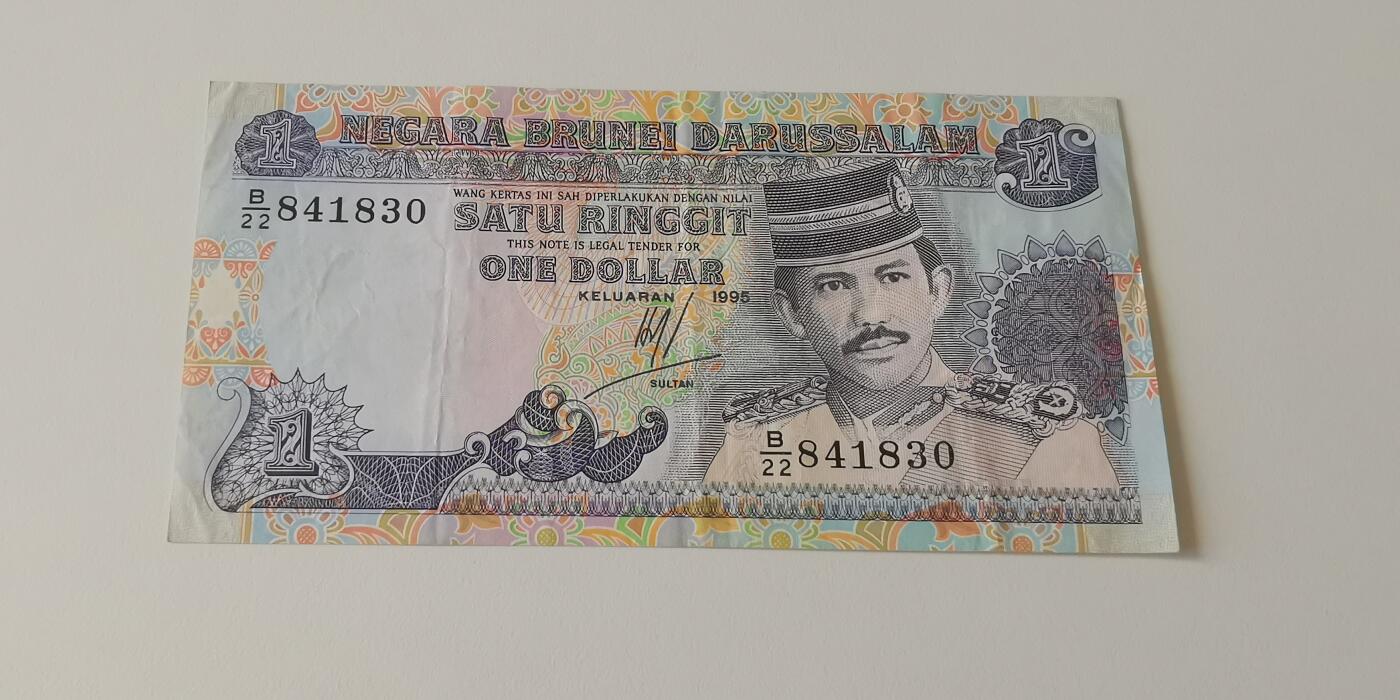 1 NEGARA BRUNEI DARUSSALAM 1
B/22 841830
WANG KERTAS INI SAH DIPERLAKUKAN DENGAN NILAI
SATU RINGGIT
THIS NOTE IS LEGAL TENDER FOR
ONE DOLLAR
KELUARAN 1995
SULTAN
1
B/22 841830